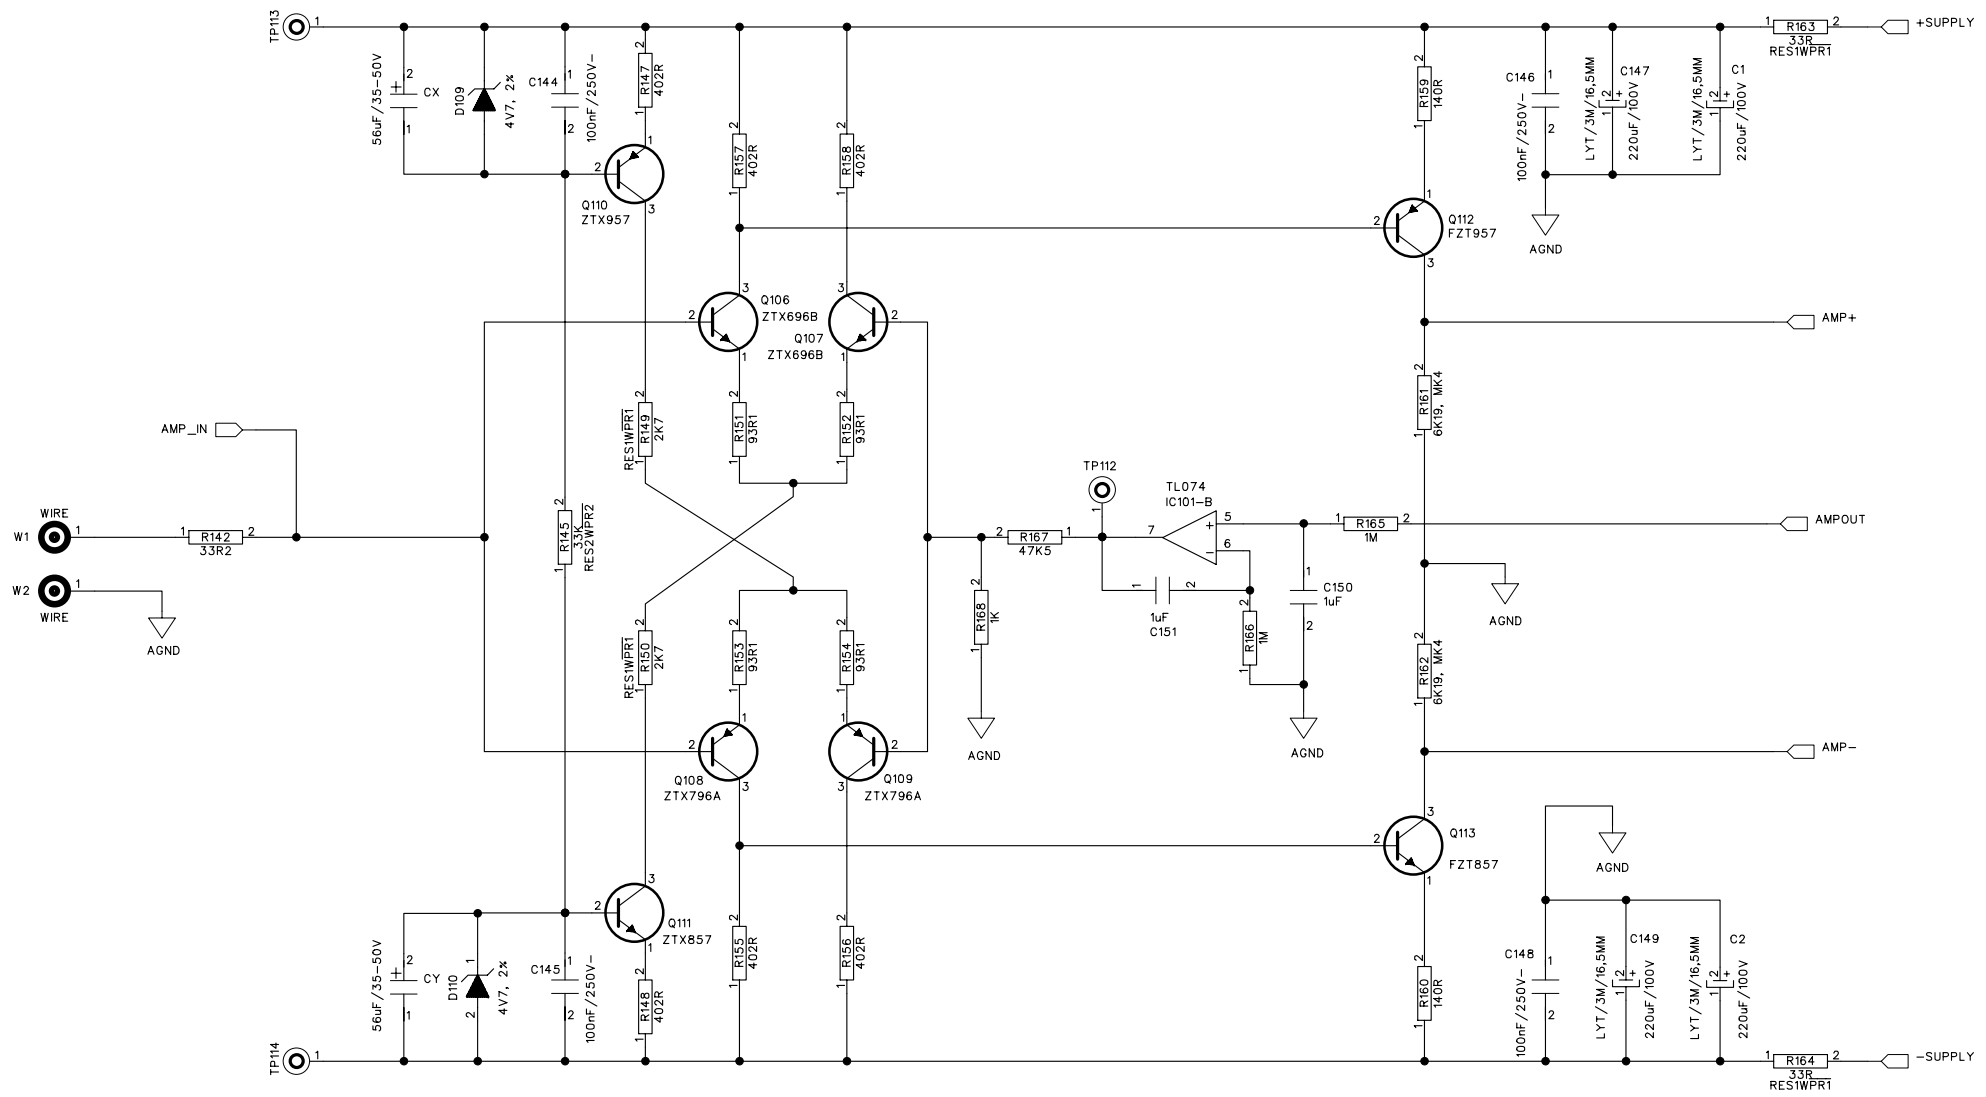 TP113 1
1 R163 2
33R
RES1WPR1
+SUPPLY
56uF/35-50V
2
+
CX
1
D109
4V7, 2%
C144
1
100nF/250V-
2
2
R147
402R
1
1
2
Q110
ZTX957
3
2
R157
402R
1
2
R158
402R
1
2
R159
140R
1
1
2
Q112
FZT957
3
C146
1
100nF/250V-
2
LYT/3M/16,5MM
C147
2 +
1
220uF/100V
LYT/3M/16,5MM
C1
2 +
1
220uF/100V
AGND
3
2
Q106
ZTX696B
1
3
2
Q107
ZTX696B
1
AMP+
AMP_IN
RES1WPR1
2
R149
2K7
1
2
R151
93R1
1
2
R152
93R1
1
2
R161
6K19, MK4
1
WIRE
W1 1
1 R142 2
33R2
W2 1
WIRE
AGND
2
R145
33K
RES2WPR2
1
TP112
1
TL074
IC101-B
7
5
+
6
-
1 R165 2
1M
AMPOUT
2 R167 1
47K5
2
R168
1K
1
AGND
1 2
1uF
C151
2
R166
1M
1
1
C150
1uF
2
AGND
AGND
RES1WPR1
2
R150
2K7
1
2
R153
93R1
1
2
R154
93R1
1
2
R162
6K19, MK4
1
AMP-
1
2
Q108
ZTX796A
3
1
2
Q109
ZTX796A
3
3
2
Q113
FZT857
1
AGND
3
2
Q111
ZTX857
1
56uF/35-50V
2
+
CY
1
1
D110
4V7, 2%
2
C145
1
100nF/250V-
2
2
R148
402R
1
2
R155
402R
1
2
R156
402R
1
2
R160
140R
1
C148
1
100nF/250V-
2
LYT/3M/16,5MM
C149
2 +
1
220uF/100V
LYT/3M/16,5MM
C2
2 +
1
220uF/100V
TP114 1
1 R164 2
33R
RES1WPR1
-SUPPLY